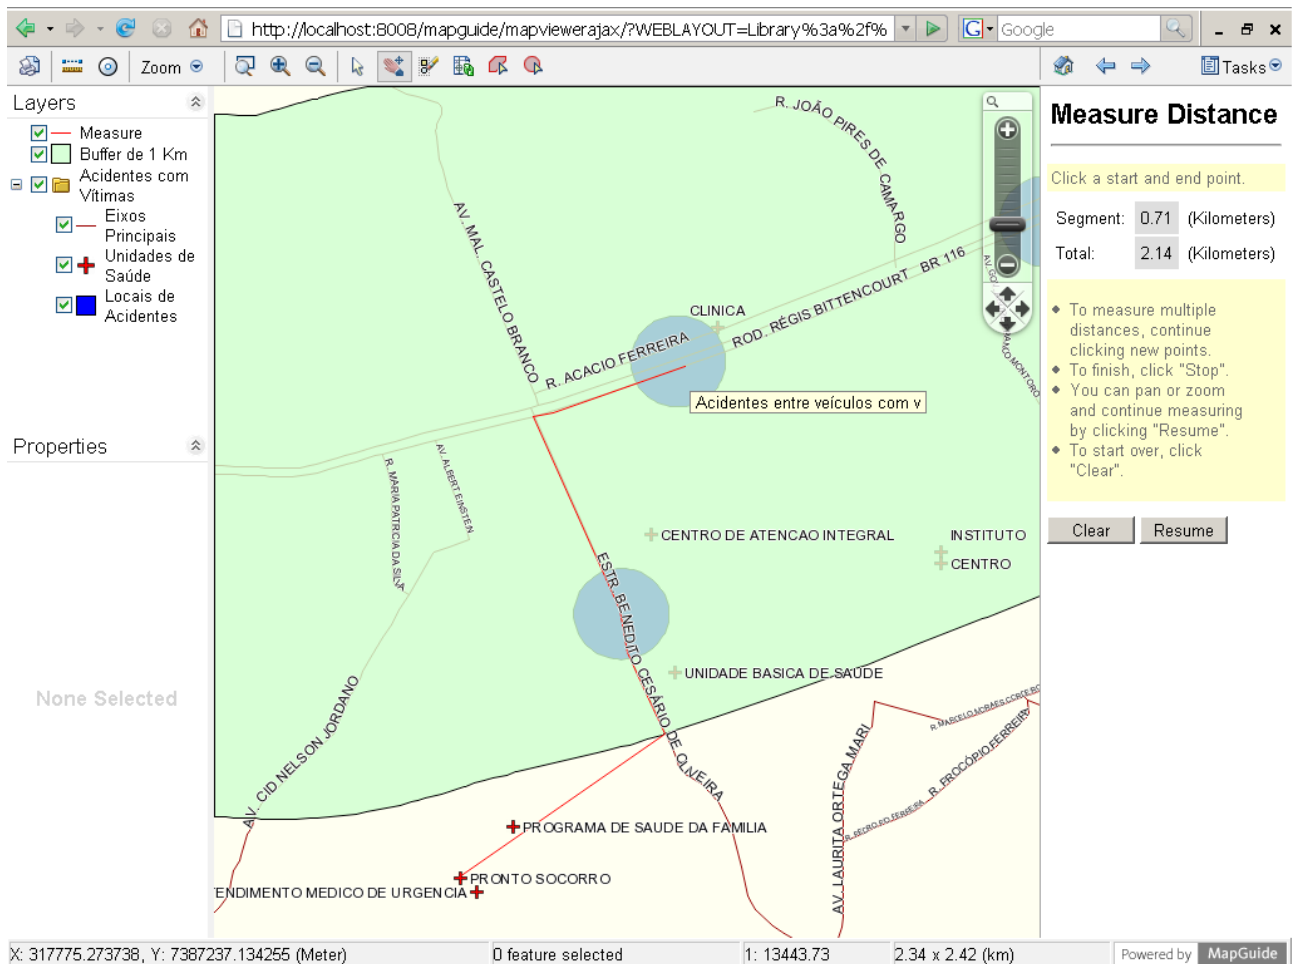 http://localhost:8008/mapguide/mapviewerajax/?WEBLAYOUT=Library%3a%2f%
G Google
Zoom
Tasks
Layers
Measure
Buffer de 1 Km
Acidentes com
Vítimas
Eixos
Principais
Unidades de
Saúde
Locais de
Acidentes
Properties
None Selected
R. JOÃO PIRES DE CAMARGO
AV. MAL. CASTELO BRANCO
CLINICA
R. ACACIO FERREIRA
ROD. RÉGIS BITTENCOURT BR 116
Acidentes entre veículos com v
R. MARIA PATRCIA DA SILVA
AV. ALBERT EINSTEN
CENTRO DE ATENCAO INTEGRAL
INSTITUTO
CENTRO
ESTR. BENEDITO CESÁRIO DE OLIVEIRA
UNIDADE BASICA DE SAUDE
AV. CID NELSON JORDANO
AV. LAURITA ORTEGA MARI
R. PROCÓPIO FERREIRA
PROGRAMA DE SAUDE DA FAMILIA
PRONTO SOCORRO
ENDIMENTO MEDICO DE URGENCIA
Measure Distance
Click a start and end point.
Segment: 0.71 (Kilometers)
Total: 2.14 (Kilometers)
To measure multiple
distances, continue
clicking new points.
To finish, click "Stop".
You can pan or zoom
and continue measuring
by clicking "Resume".
To start over, click
"Clear".
Clear Resume
X: 317775.273738, Y: 7387237.134255 (Meter)
0 feature selected
1: 13443.73
2.34 x 2.42 (km)
Powered by MapGuide